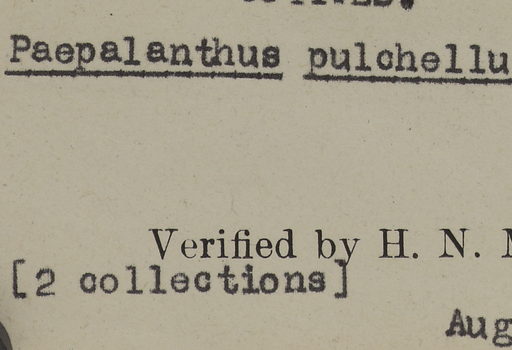 Paepalanthus pulchellu
Verified by H. N.
[2 collections]
Aug